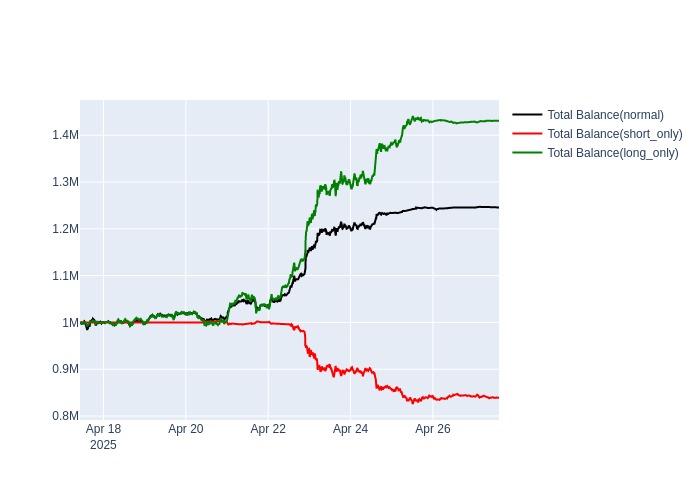 Total Balance(normal)
Total Balance(short_only)
Total Balance(long_only)
1.4M
1.3M
1.2M
1.1M
1M
0.9M
0.8M
Apr 18
2025
Apr 20
Apr 22
Apr 24
Apr 26